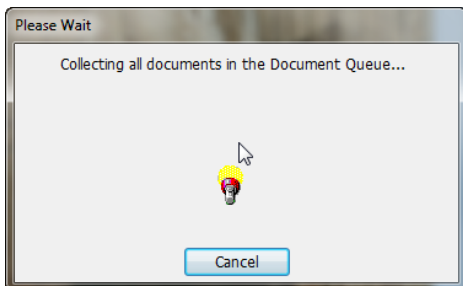 Please Wait
Collecting all documents in the Document Queue...
Cancel